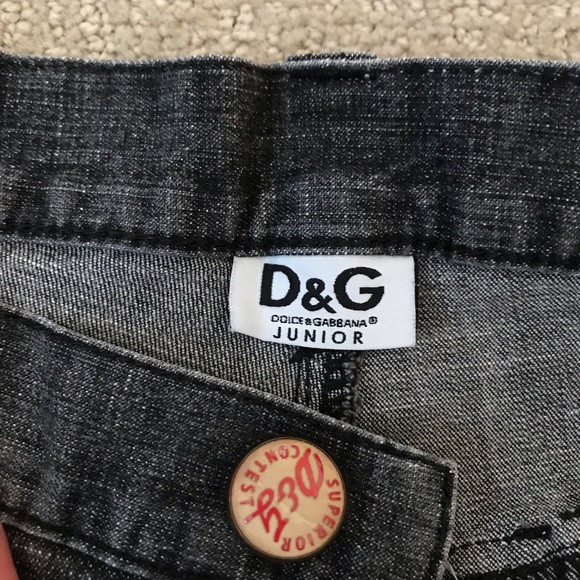 D&G
DOLCE & GABBANA®
JUNIOR
SUPERIOR
D&G
CONTEST